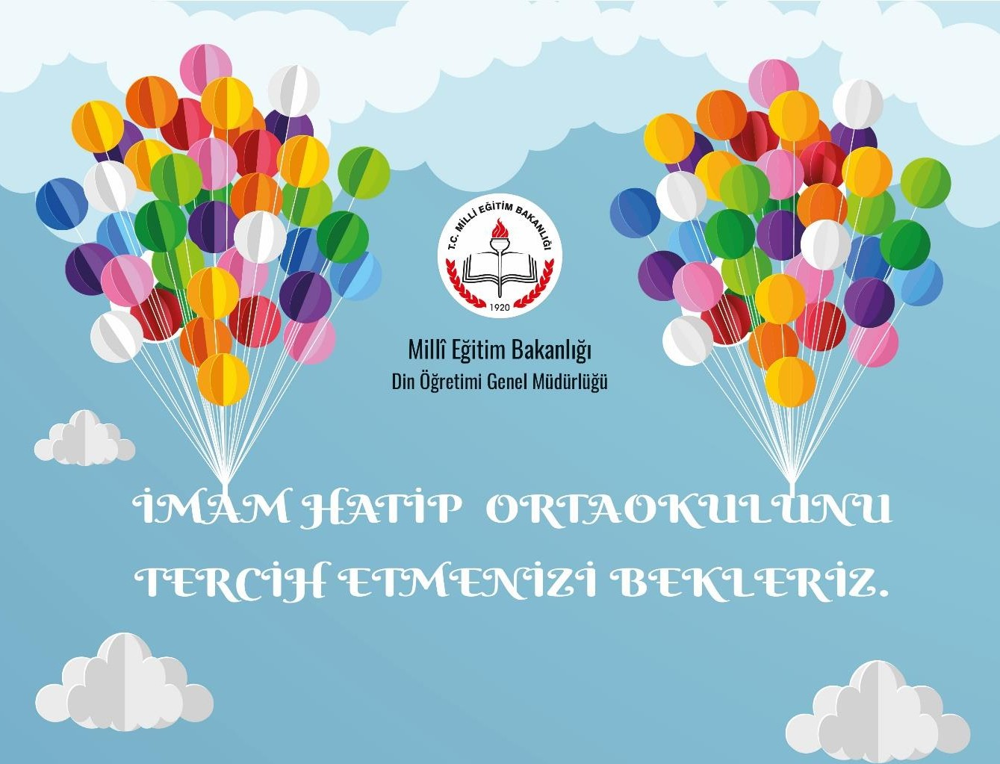 T.C. MİLLİ EĞİTİM BAKANLIĞI
1920
Millî Eğitim Bakanlığı
Din Öğretimi Genel Müdürlüğü
İMAM HATİP ORTAOKULUNU
TERCİH ETMENİZİ BEKLERİZ.